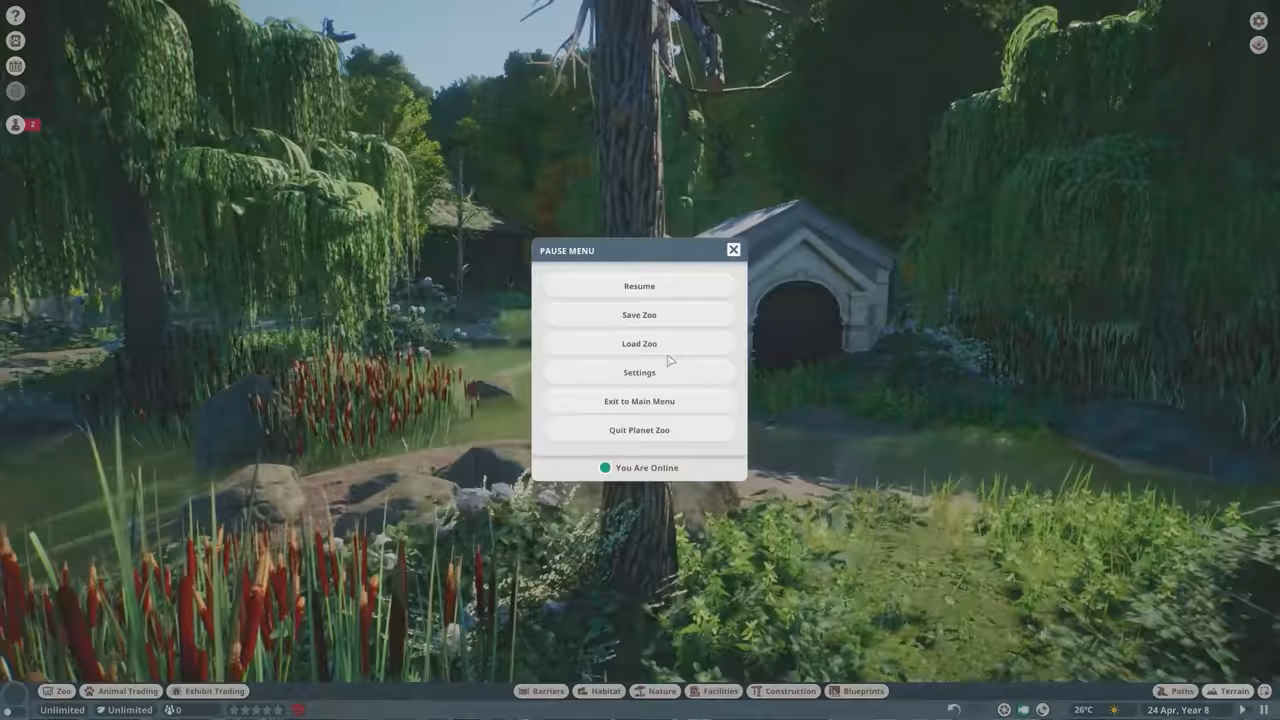 ?
2
PAUSE MENU
Resume
Save Zoo
Load Zoo
Settings
Exit to Main Menu
Quit Planet Zoo
You Are Online
Zoo
Animal Trading
Exhibit Trading
Barriers
Habitat
Nature
Facilities
Construction
Blueprints
Paths
Terrain
Unlimited
Unlimited
0
26°C
24 Apr, Year 8